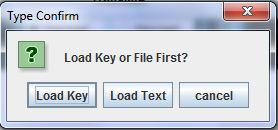 Type Confirm
Load Key or File First?
Load Key
Load Text
cancel